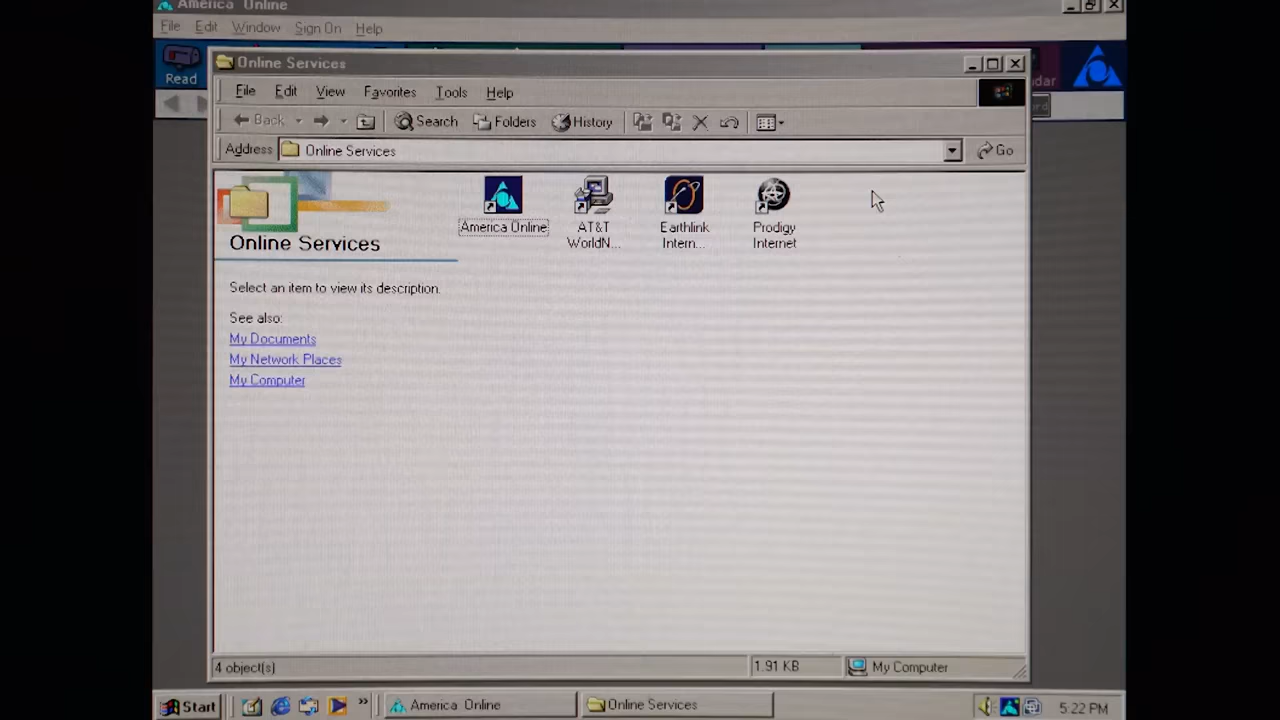 America Online
File Edit Window Sign On Help
Read
Online Services
File Edit View Favorites Tools Help
Back Search Folders History
Address Online Services Go
Online Services
America Online
AT&T
WorldN...
Earthlink
Intern...
Prodigy
Internet
Select an item to view its description.
See also:
My Documents
My Network Places
My Computer
4 object(s) 1.91 KB My Computer
Start » America Online Online Services 5:22 PM